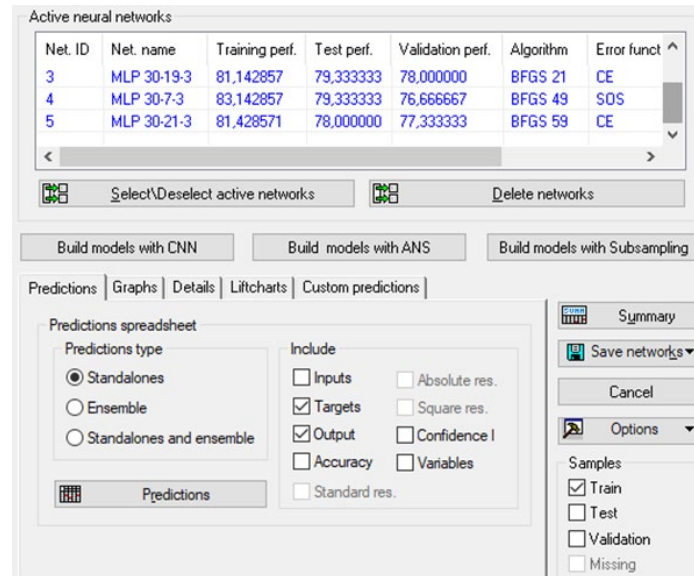 Active neural networks
Net. ID Net. name Training perf. Test perf. Validation perf. Algorithm Error funct
3 MLP 30-19-3 81,142857 79,333333 78,000000 BFGS 21 CE
4 MLP 30-7-3 83,142857 79,333333 76,666667 BFGS 49 SOS
5 MLP 30-21-3 81,428571 78,000000 77,333333 BFGS 59 CE
Select\Deselect active networks Delete networks
Build models with CNN Build models with ANS Build models with Subsampling
Predictions Graphs Details Liftcharts Custom predictions
Predictions spreadsheet
Predictions type
Standalones
Ensemble
Standalones and ensemble
Predictions
Include
Inputs Absolute res.
Targets Square res.
Output Confidence l
Accuracy Variables
Standard res.
Summary
Save networks
Cancel
Options
Samples
Train
Test
Validation
Missing